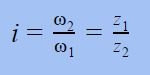 i = ω₂/ω₁ = z₁/z₂